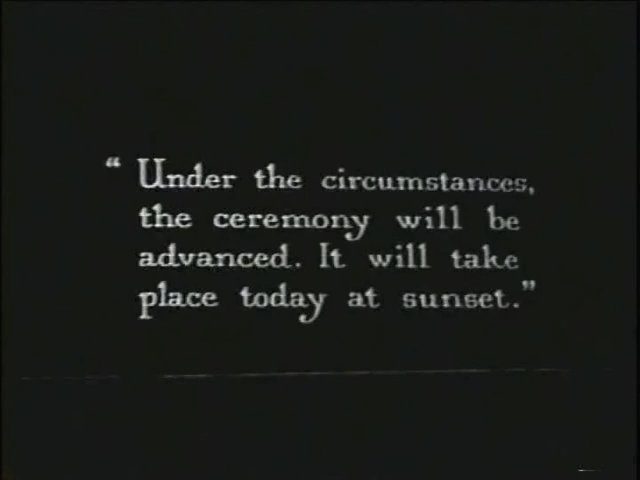 “ Under the circumstances,
the ceremony will be
advanced. It will take
place today at sunset.”